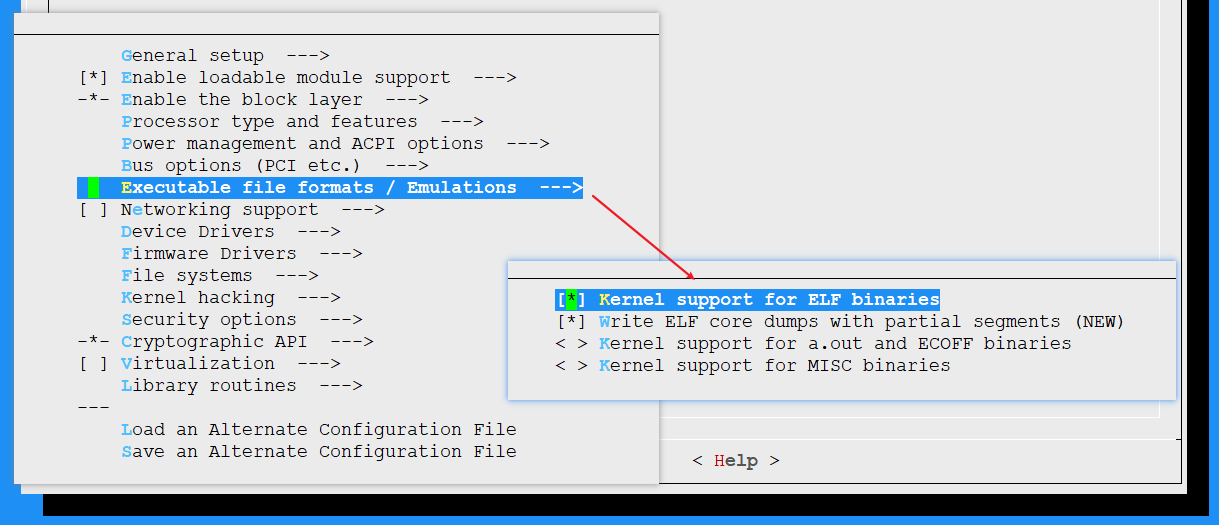 General setup  --->
[*] Enable loadable module support  --->
-*- Enable the block layer  --->
Processor type and features  --->
Power management and ACPI options  --->
Bus options (PCI etc.)  --->
Executable file formats / Emulations  --->
[ ] Networking support  --->
Device Drivers  --->
Firmware Drivers  --->
File systems  --->
Kernel hacking  --->
Security options  --->
-*- Cryptographic API  --->
[ ] Virtualization  --->
Library routines  --->
---
Load an Alternate Configuration File
Save an Alternate Configuration File
[*] Kernel support for ELF binaries
[*] Write ELF core dumps with partial segments (NEW)
< > Kernel support for a.out and ECOFF binaries
< > Kernel support for MISC binaries
< Help >